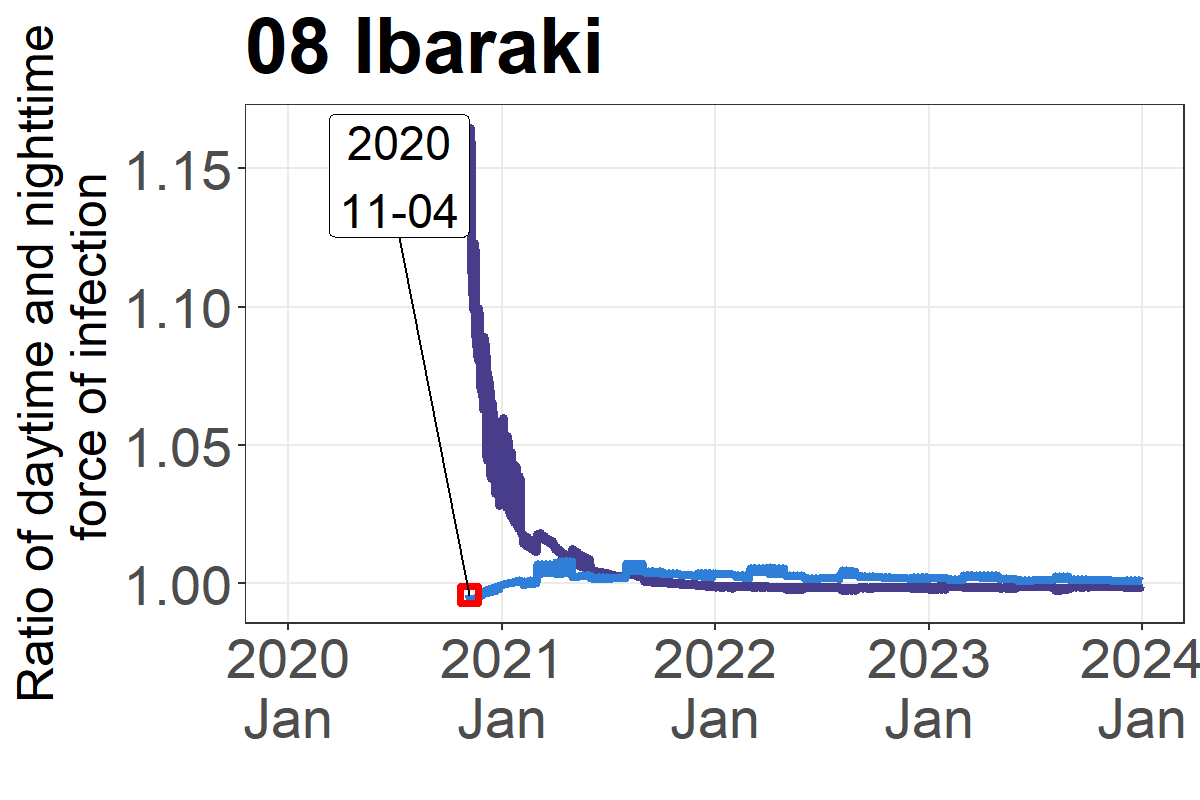 08 Ibaraki
Ratio of daytime and nighttime
force of infection
1.15
1.10
1.05
1.00
2020
11-04
2020
Jan
2021
Jan
2022
Jan
2023
Jan
2024
Jan